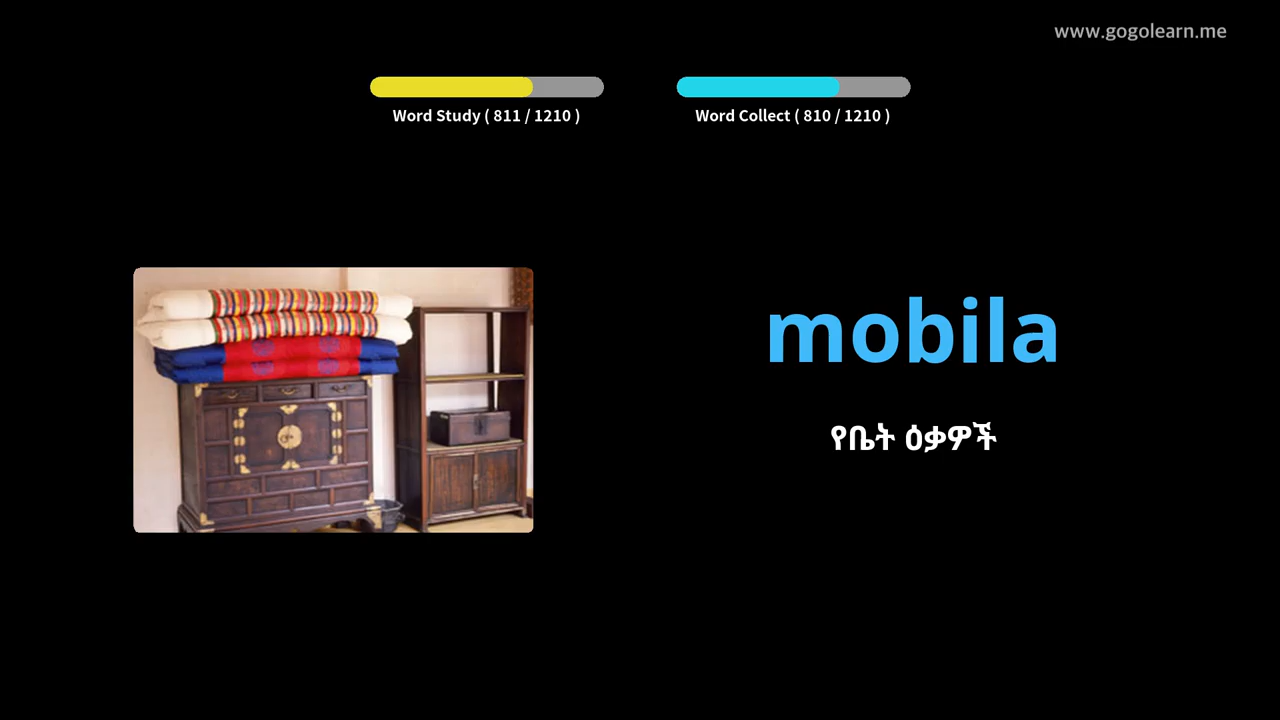 www.gogolearn.me
Word Study ( 811 / 1210 )
Word Collect ( 810 / 1210 )
mobila
የቤት ዕቃዎች